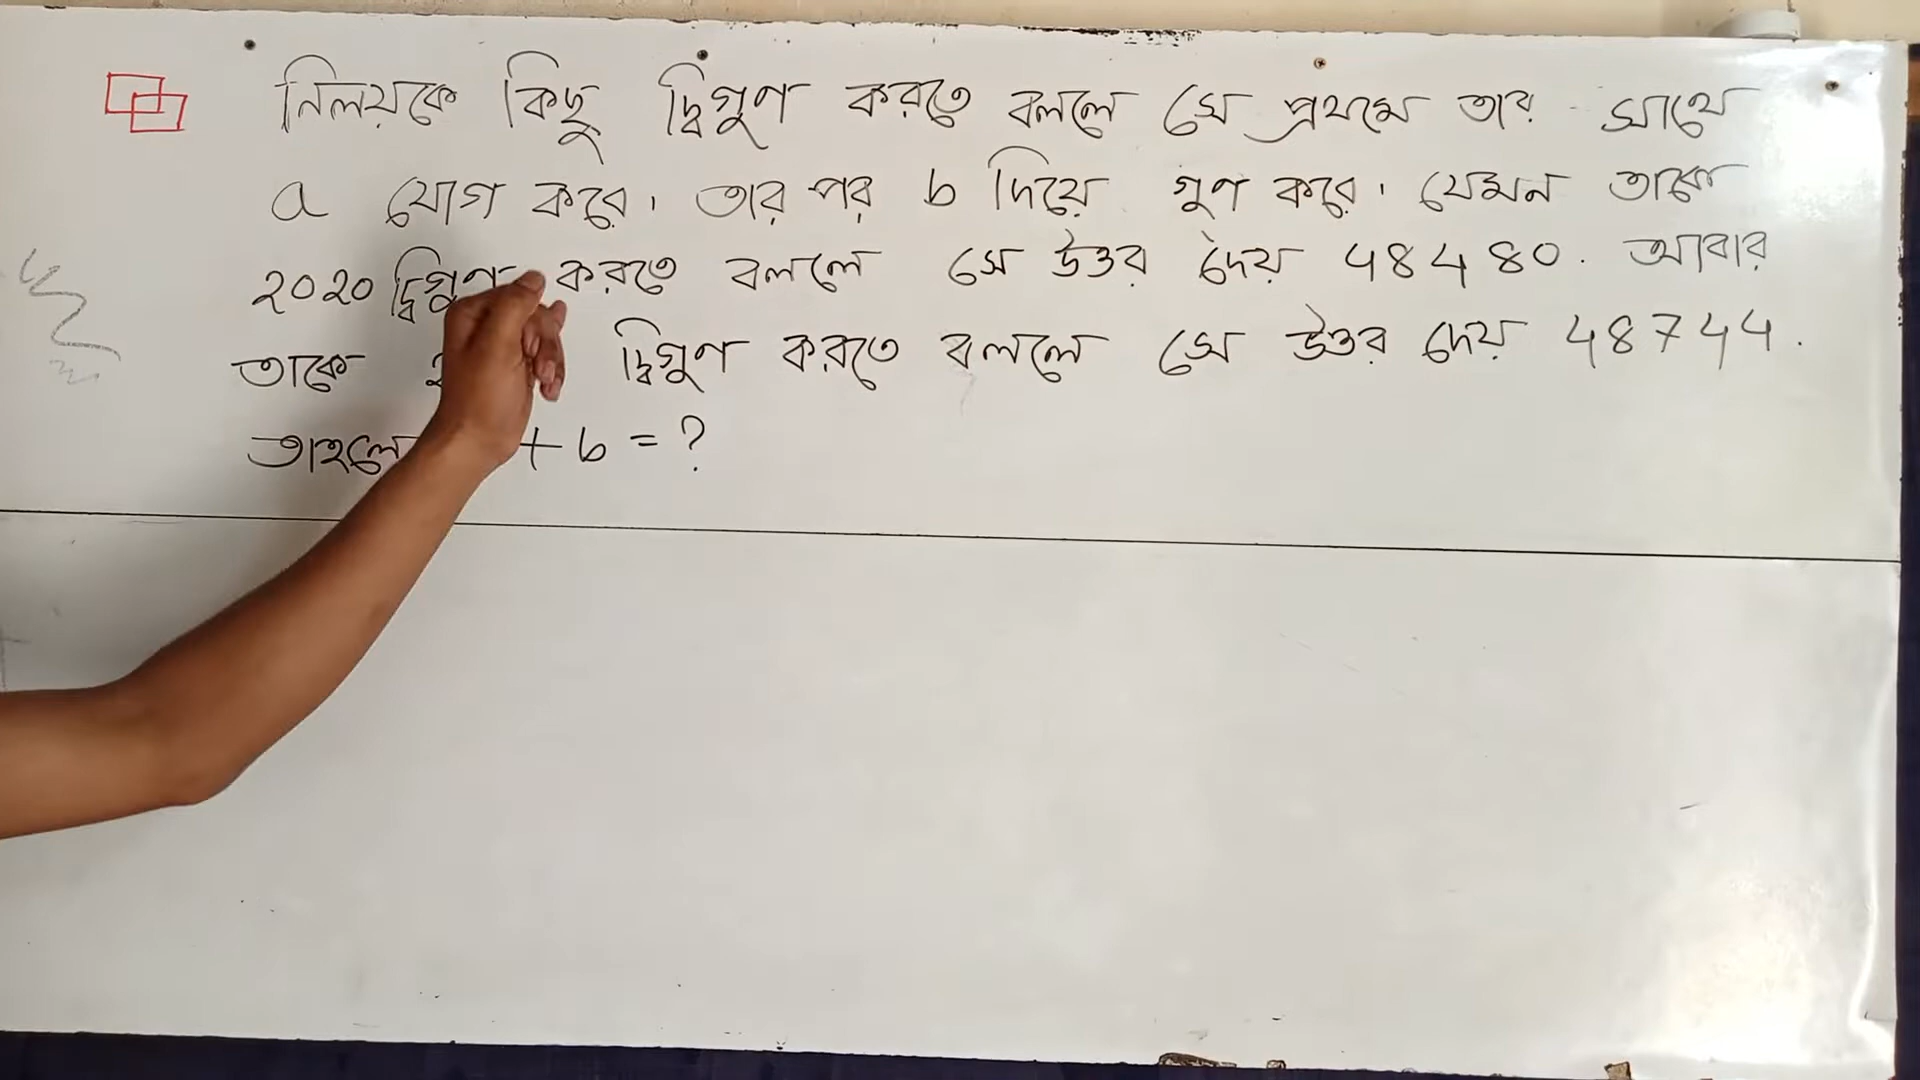 নিলয়কে কিছু দ্বিগুণ করতে বললে সে প্রথমে তার সাথে
a যোগ করে। তার পর b দিয়ে গুণ করে। যেমন তাকে
২০২০ দ্বিগুণ করতে বললে সে উত্তর দেয় 48480. আবার
তাকে দ্বিগুণ করতে বললে সে উত্তর দেয় 48744.
তাহলে + b = ?